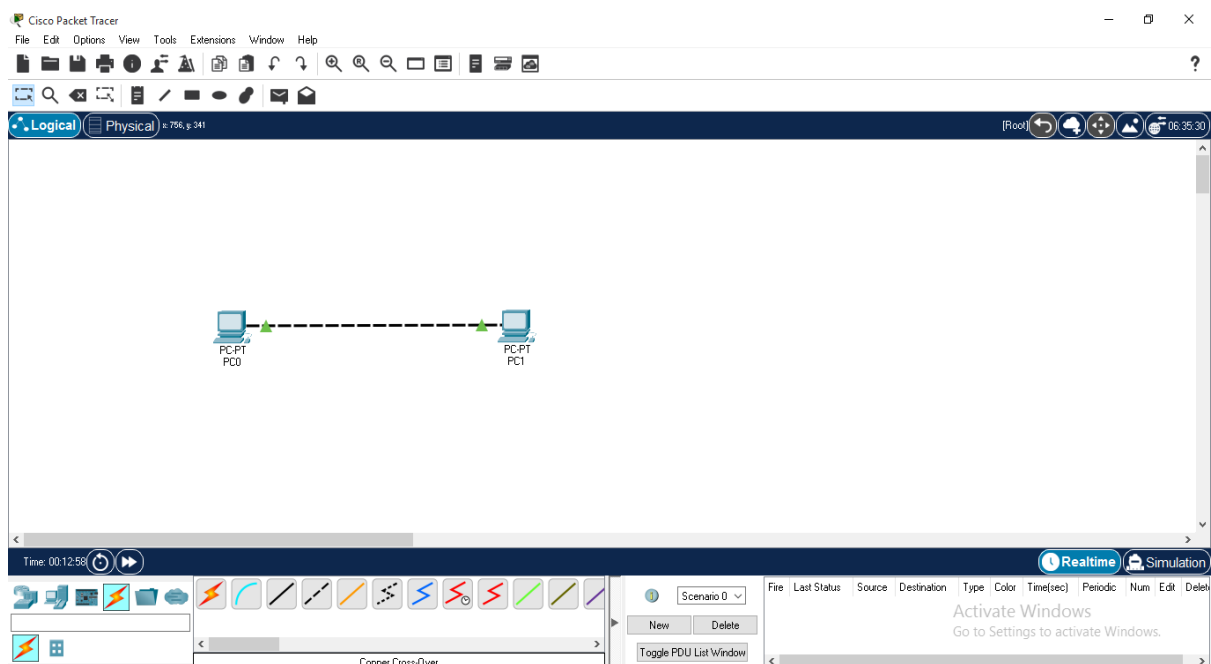 Cisco Packet Tracer
File Edit Options View Tools Extensions Window Help
?
Logical Physical x: 756, y: 341 [Root] 06:35:30
PC-PT
PC0
PC-PT
PC1
Time: 00:12:58 Realtime Simulation
Scenario 0
New Delete
Toggle PDU List Window
Fire Last Status Source Destination Type Color Time(sec) Periodic Num Edit Delete
Activate Windows
Go to Settings to activate Windows.
Copper Cross-Over